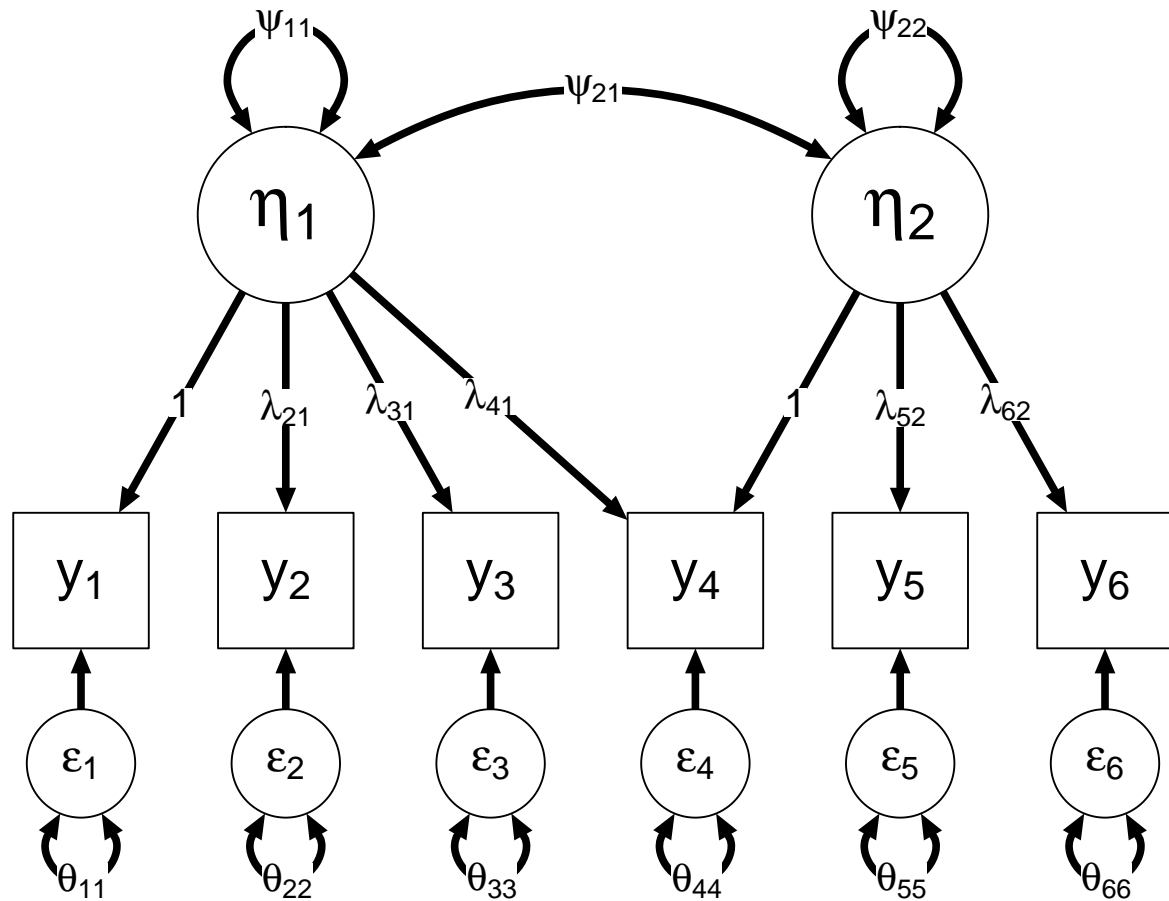 ψ₁₁ ψ₂₂
ψ₂₁
η₁ η₂
1 λ₂₁ λ₃₁ λ₄₁ 1 λ₅₂ λ₆₂
y₁ y₂ y₃ y₄ y₅ y₆
ε₁ ε₂ ε₃ ε₄ ε₅ ε₆
θ₁₁ θ₂₂ θ₃₃ θ₄₄ θ₅₅ θ₆₆